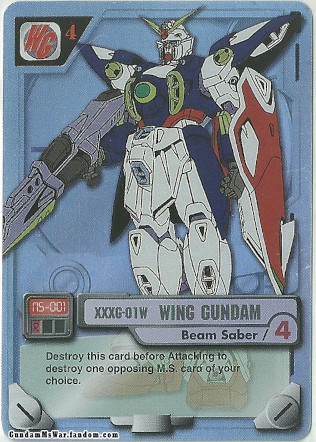 HG 4
MS-001
XXXG-01W WING GUNDAM
Beam Saber / 4
Destroy this card before Attacking to
destroy one opposing M.S. card of your
choice.
GundamMsWar.fandom.com